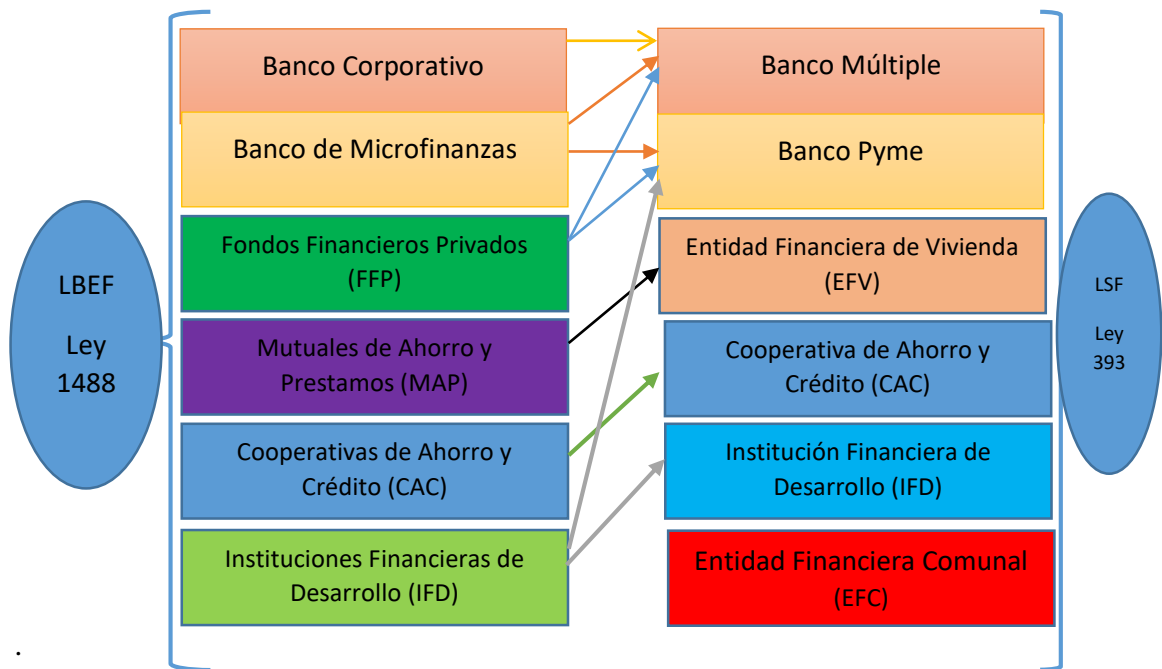 LBEF
Ley
1488
Banco Corporativo
Banco de Microfinanzas
Fondos Financieros Privados
(FFP)
Mutuales de Ahorro y
Prestamos (MAP)
Cooperativas de Ahorro y
Crédito (CAC)
Instituciones Financieras de
Desarrollo (IFD)
Banco Múltiple
Banco Pyme
Entidad Financiera de Vivienda
(EFV)
Cooperativa de Ahorro y
Crédito (CAC)
Institución Financiera de
Desarrollo (IFD)
Entidad Financiera Comunal
(EFC)
LSF
Ley
393
.